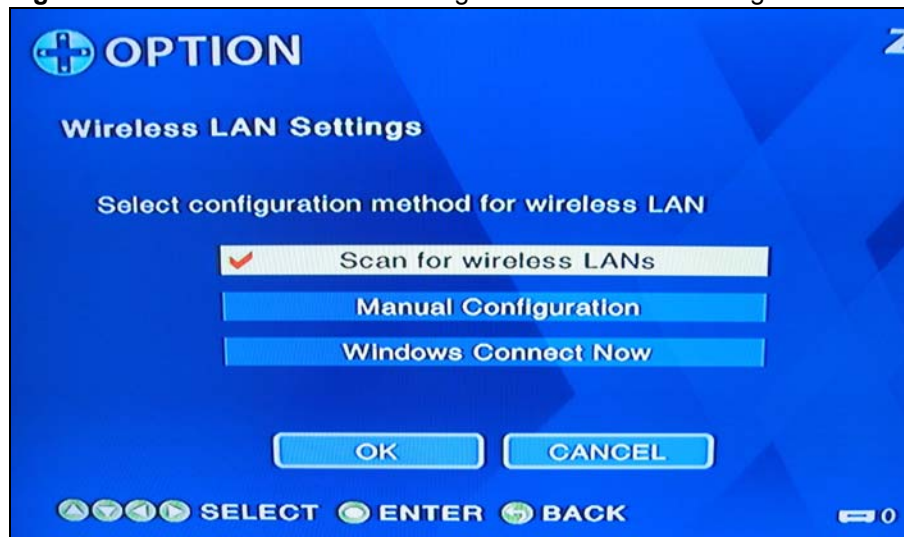 OPTION
Wireless LAN Settings
Select configuration method for wireless LAN
Scan for wireless LANs
Manual Configuration
Windows Connect Now
OK CANCEL
SELECT ENTER BACK
0